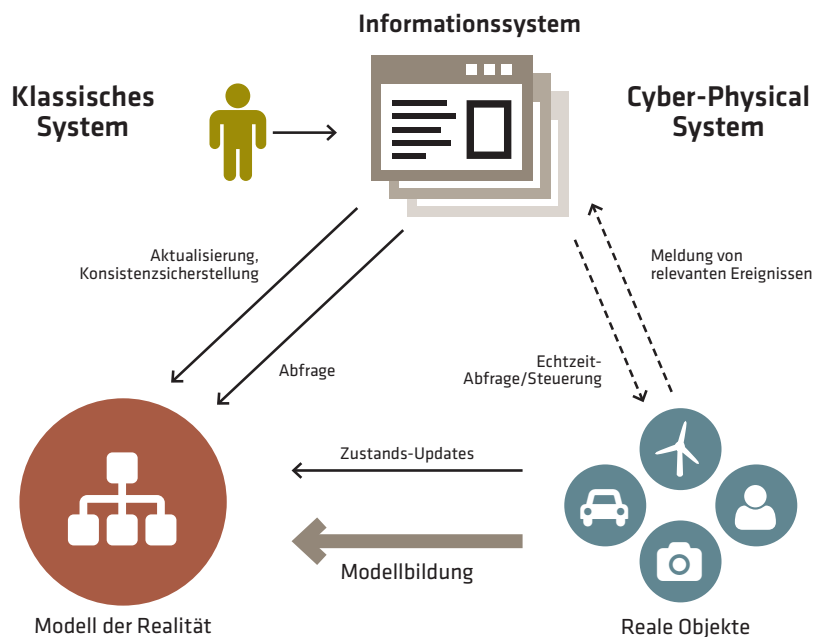 Informationssystem
Klassisches
System
Cyber-Physical
System
Aktualisierung,
Konsistenzsicherstellung
Meldung von
relevanten Ereignissen
Abfrage
Echtzeit-
Abfrage/Steuerung
Zustands-Updates
Modellbildung
Modell der Realität
Reale Objekte